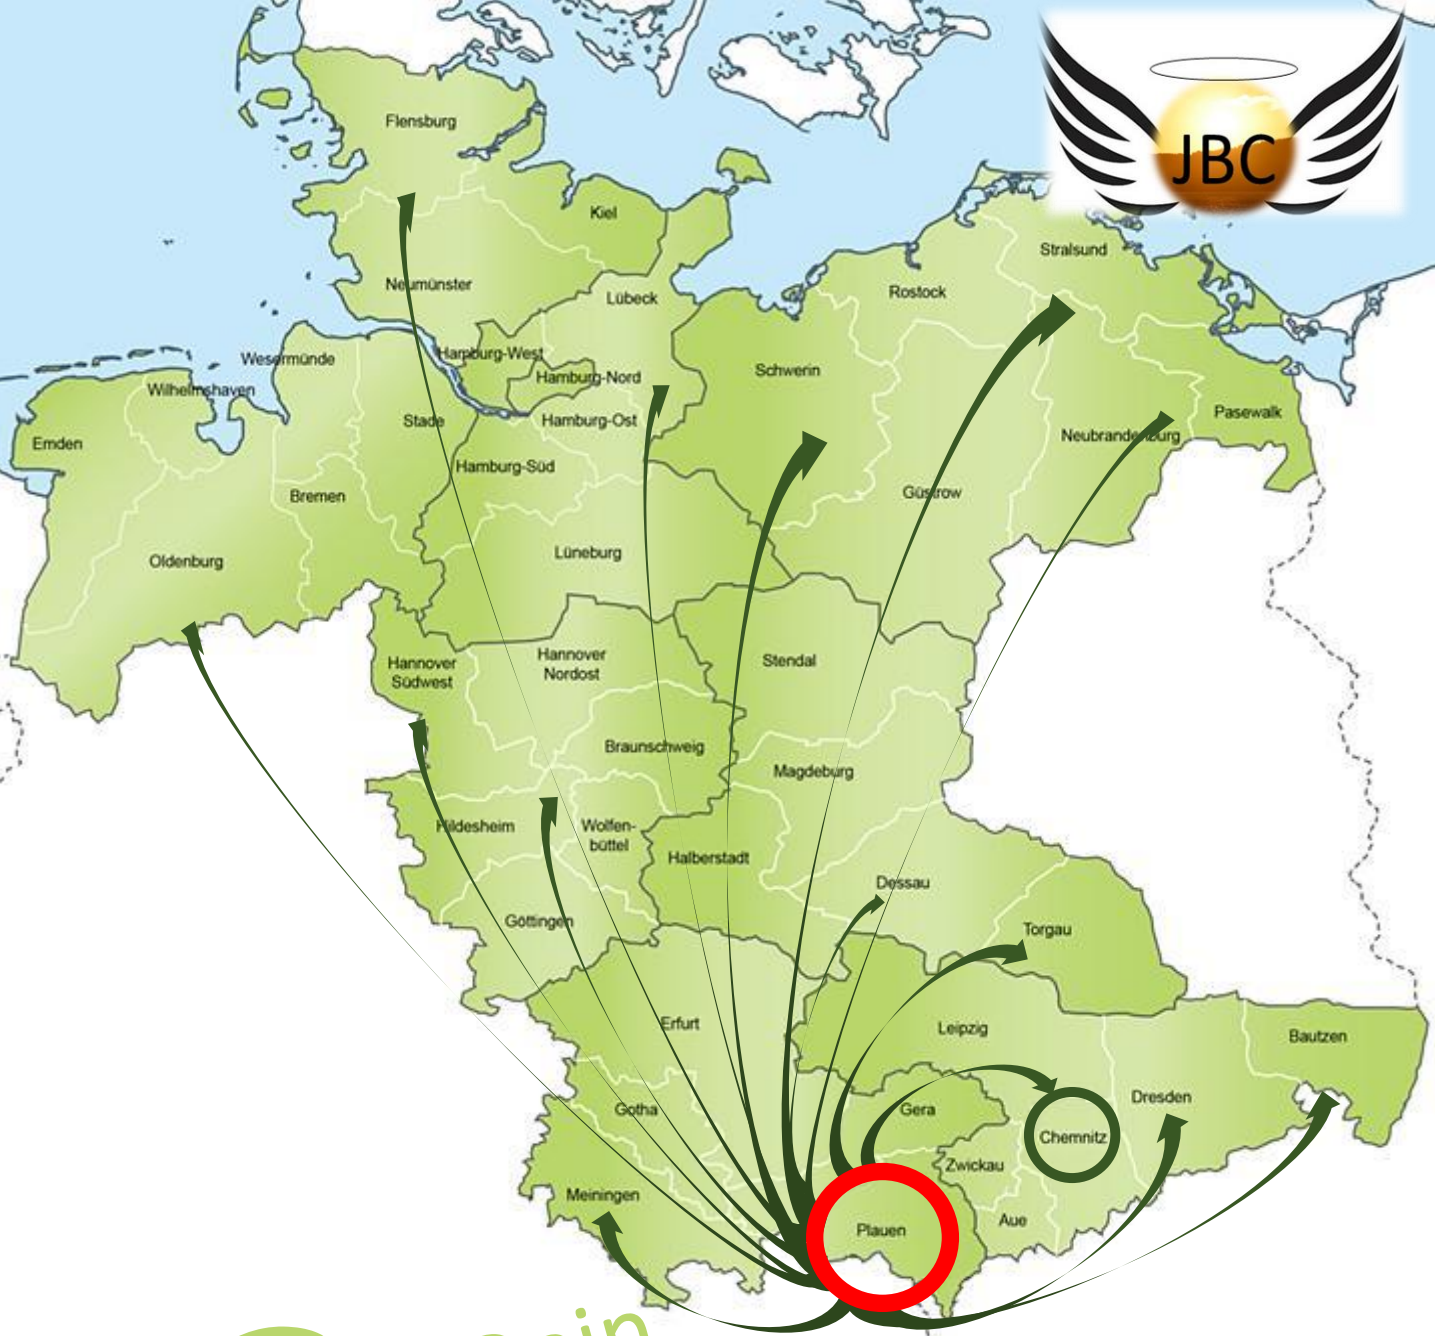 JBC
Flensburg
Kiel
Stralsund
Neumünster
Lübeck
Rostock
Wesermünde
Hamburg-West
Schwerin
Hamburg-Nord
Wilhelmshaven
Pasewalk
Stade
Hamburg-Ost
Neubrandenburg
Emden
Hamburg-Süd
Güstrow
Bremen
Lüneburg
Oldenburg
Hannover
Südwest
Hannover
Nordost
Stendal
Braunschweig
Magdeburg
Hildesheim
Wolfen-
büttel
Halberstadt
Dessau
Göttingen
Torgau
Erfurt
Leipzig
Bautzen
Gotha
Gera
Dresden
Chemnitz
Zwickau
Meiningen
Aue
Plauen